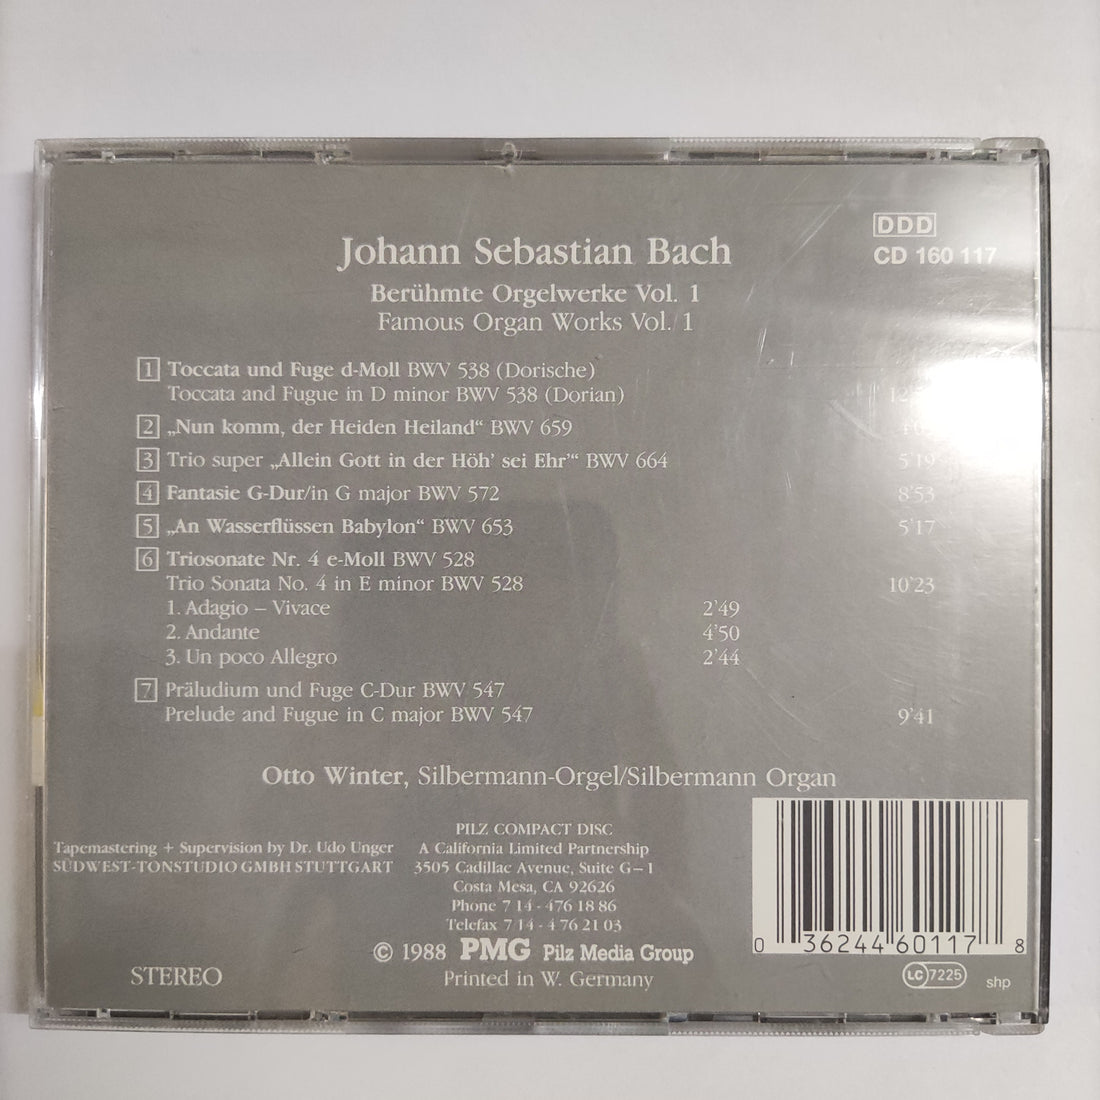 DDD
CD 160 117
Johann Sebastian Bach
Berühmte Orgelwerke Vol. 1
Famous Organ Works Vol. 1
1 Toccata und Fuge d-Moll BWV 538 (Dorische)
Toccata and Fugue in D minor BWV 538 (Dorian)
2 „Nun komm, der Heiden Heiland“ BWV 659
3 Trio super „Allein Gott in der Höh’ sei Ehr’“ BWV 664 5’19
4 Fantasie G-Dur/in G major BWV 572 8’53
5 „An Wasserflüssen Babylon“ BWV 653 5’17
6 Triosonate Nr. 4 e-Moll BWV 528
Trio Sonata No. 4 in E minor BWV 528 10’23
1. Adagio – Vivace 2’49
2. Andante 4’50
3. Un poco Allegro 2’44
7 Präludium und Fuge C-Dur BWV 547
Prelude and Fugue in C major BWV 547 9’41
Otto Winter, Silbermann-Orgel/Silbermann Organ
Tapemastering + Supervision by Dr. Udo Unger
SÜDWEST-TONSTUDIO GMBH STUTTGART
PILZ COMPACT DISC
A California Limited Partnership
3505 Cadillac Avenue, Suite G–1
Costa Mesa, CA 92626
Phone 7 14 - 476 18 86
Telefax 7 14 - 4 76 21 03
© 1988 PMG Pilz Media Group
Printed in W. Germany
STEREO
0 36244 60117 8
LC 7225
shp